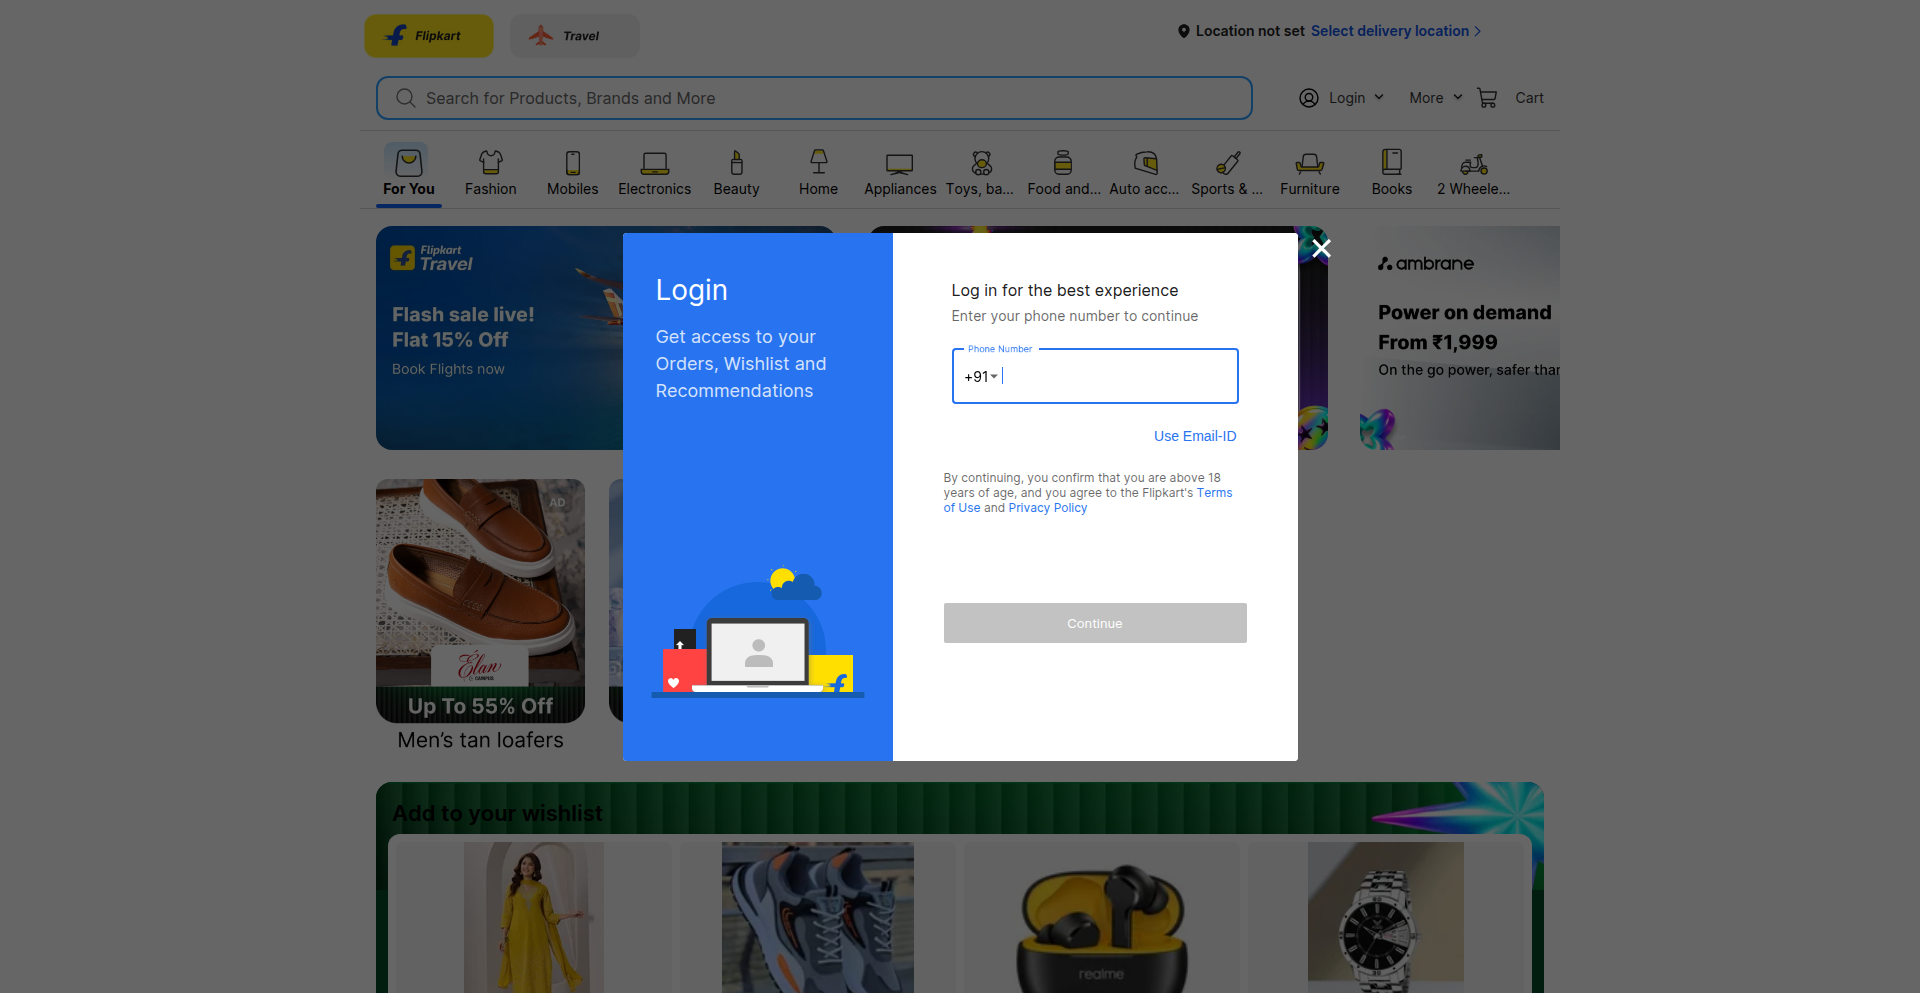 Flipkart
Travel
Location not set Select delivery location
Search for Products, Brands and More
Login
More
Cart
For You
Fashion
Mobiles
Electronics
Beauty
Home
Appliances
Toys, ba...
Food and...
Auto acc...
Sports & ...
Furniture
Books
2 Wheele...
Flipkart
Travel
Flash sale live!
Flat 15% Off
Book Flights now
ambrane
Power on demand
From ₹1,999
On the go power, safer than
Login
Get access to your
Orders, Wishlist and
Recommendations
Log in for the best experience
Enter your phone number to continue
Phone Number
+91
Use Email-ID
By continuing, you confirm that you are above 18
years of age, and you agree to the Flipkart's Terms
of Use and Privacy Policy
Continue
AD
Élan
CAMPUS
Up To 55% Off
Men's tan loafers
Add to your wishlist
realme